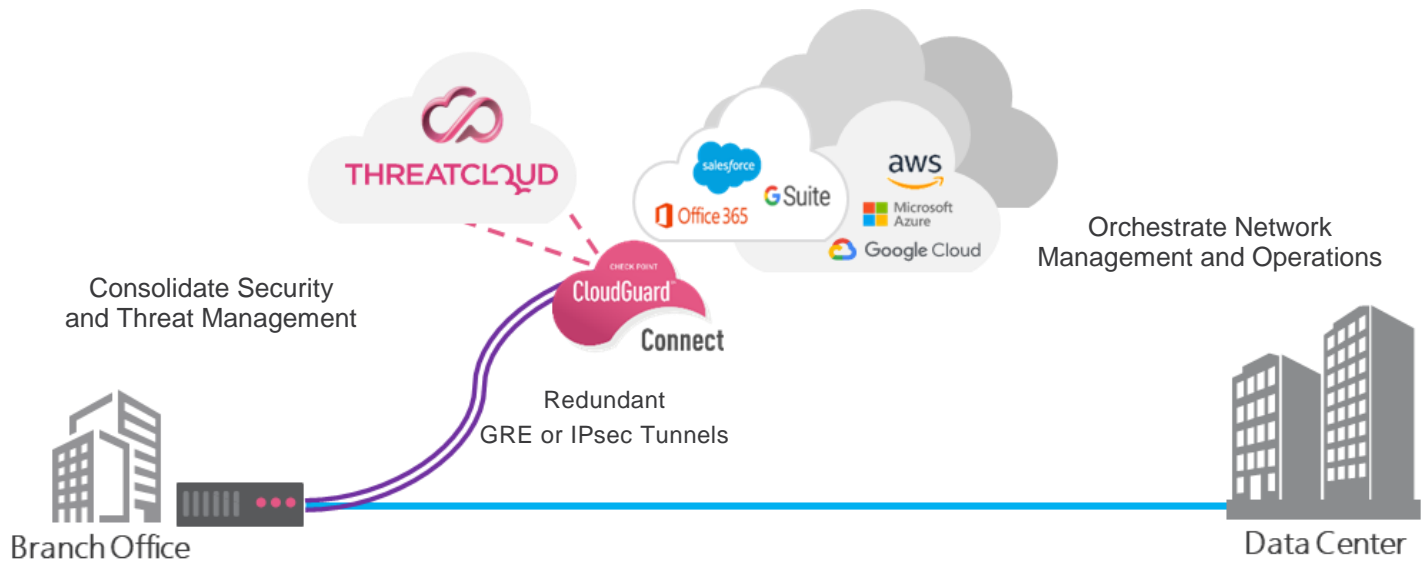 THREATCLOUD
salesforce
Office 365
G Suite
aws
Microsoft
Azure
Google Cloud
Orchestrate Network
Management and Operations
Consolidate Security
and Threat Management
CHECK POINT
CloudGuard™
Connect
Redundant
GRE or IPsec Tunnels
Branch Office
Data Center